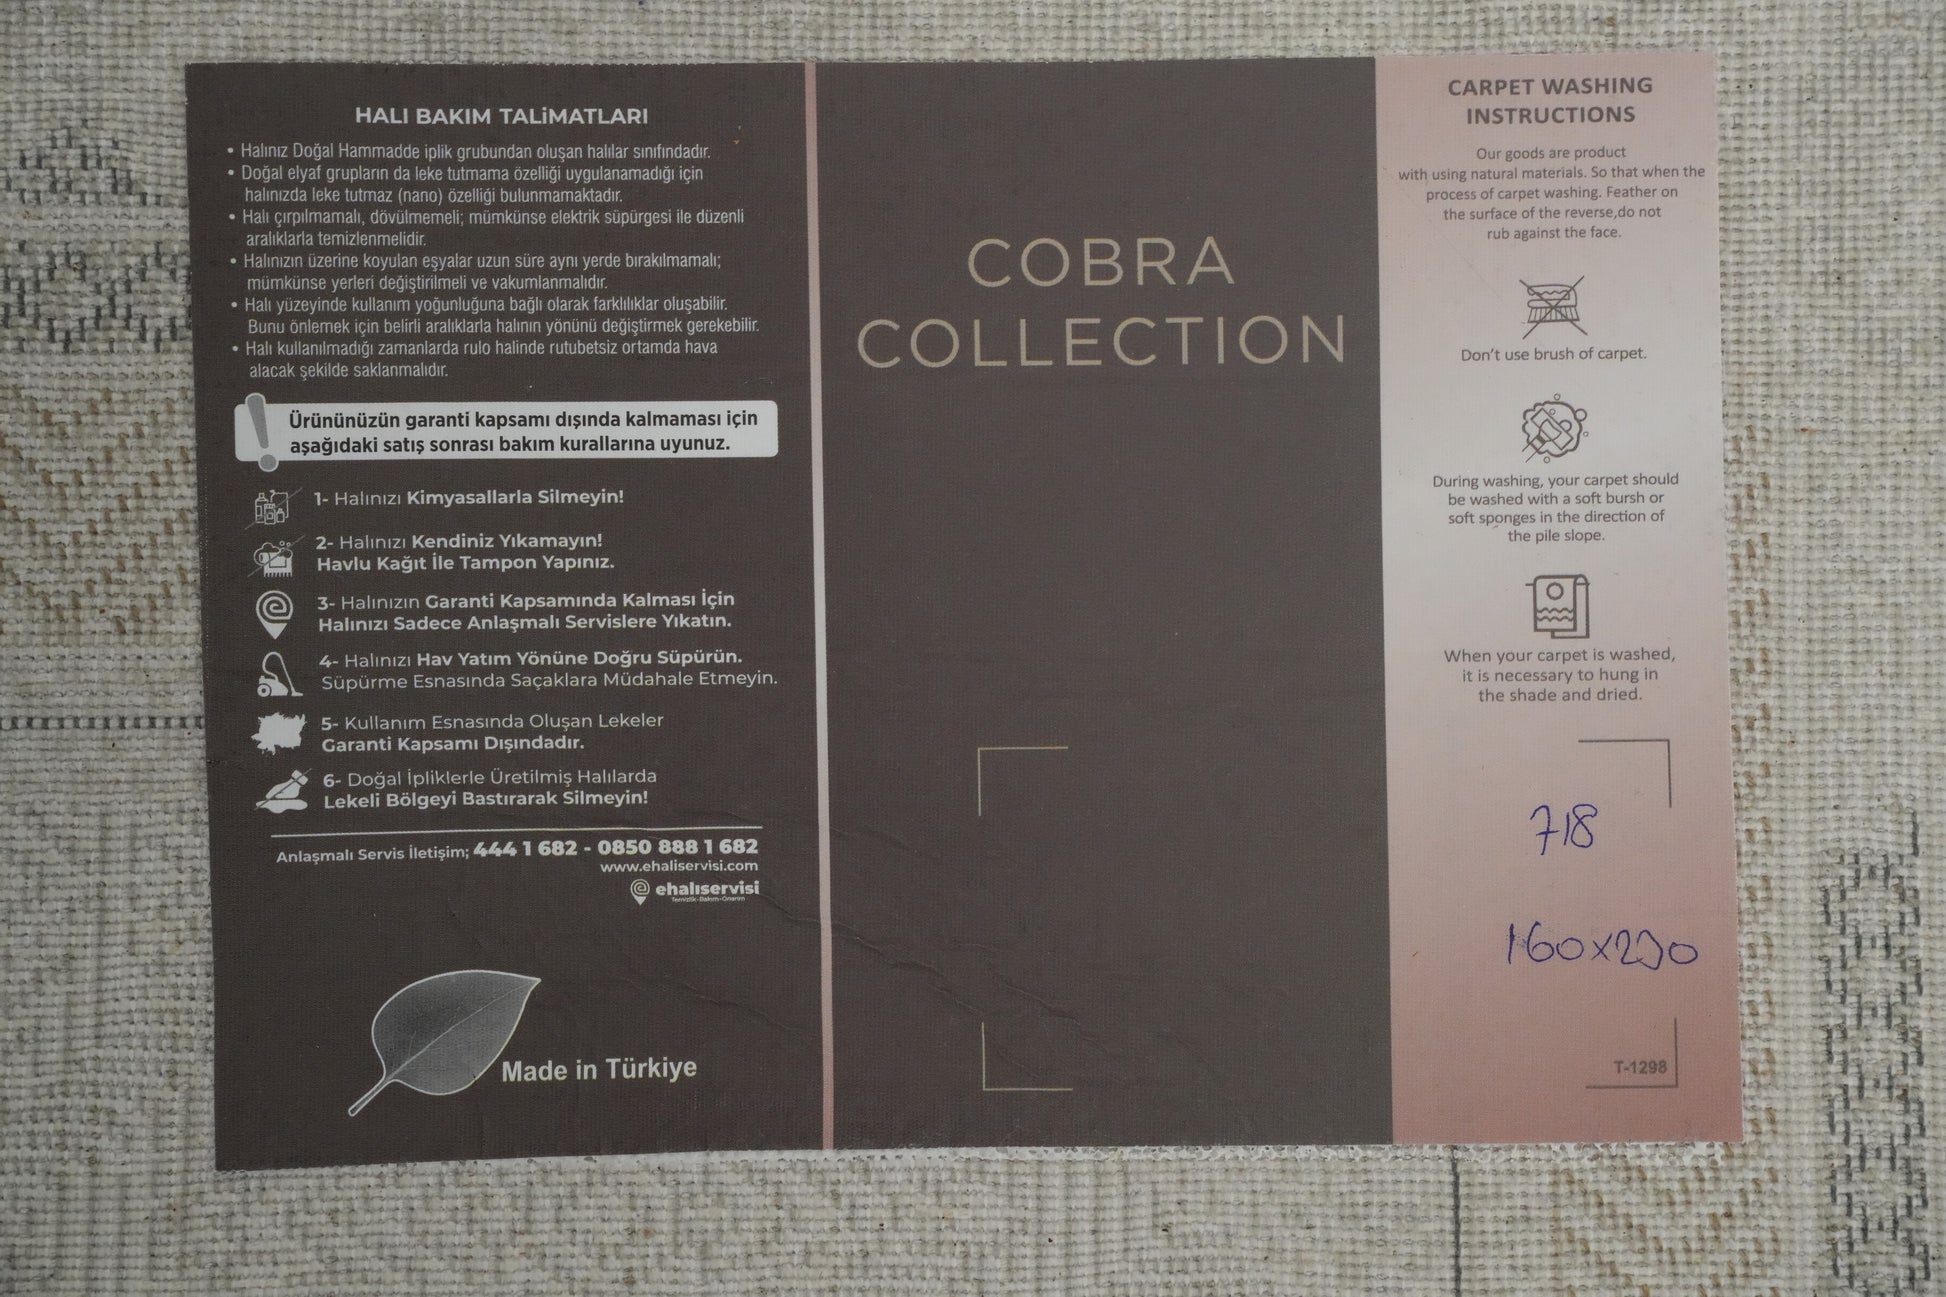 HALI BAKIM TALİMATLARI
• Halınız Doğal Hammadde iplik grubundan oluşan halılar sınıfındadır.
• Doğal elyaf grupların da leke tutmama özelliği uygulanamadığı için
halınızda leke tutmaz (nano) özelliği bulunmamaktadır.
• Halı çırpılmamalı, dövülmemeli; mümkünse elektrik süpürgesi ile düzenli
aralıklarla temizlenmelidir.
• Halınızın üzerine koyulan eşyalar uzun süre aynı yerde bırakılmamalı;
mümkünse yerleri değiştirilmeli ve vakumlanmalıdır.
• Halı yüzeyinde kullanım yoğunluğuna bağlı olarak farklılıklar oluşabilir.
Bunu önlemek için belirli aralıklarla halının yönünü değiştirmek gerekebilir.
• Halı kullanılmadığı zamanlarda rulo halinde rutubetsiz ortamda hava
alacak şekilde saklanmalıdır.
Ürününüzün garanti kapsamı dışında kalmaması için
aşağıdaki satış sonrası bakım kurallarına uyunuz.
1- Halınızı Kimyasallarla Silmeyin!
2- Halınızı Kendiniz Yıkamayın!
Havlu Kağıt İle Tampon Yapınız.
3- Halınızın Garanti Kapsamında Kalması İçin
Halınızı Sadece Anlaşmalı Servislere Yıkatın.
4- Halınızı Hav Yatım Yönüne Doğru Süpürün.
Süpürme Esnasında Saçaklara Müdahale Etmeyin.
5- Kullanım Esnasında Oluşan Lekeler
Garanti Kapsamı Dışındadır.
6- Doğal İpliklerle Üretilmiş Halılarda
Lekeli Bölgeyi Bastırarak Silmeyin!
Anlaşmalı Servis İletişim; 444 1 682 - 0850 888 1 682
www.ehaliservisi.com
ehalıservisi
Temizlik-Bakım-Onarım
Made in Türkiye
COBRA
COLLECTION
CARPET WASHING
INSTRUCTIONS
Our goods are product
with using natural materials. So that when the
process of carpet washing. Feather on
the surface of the reverse,do not
rub against the face.
Don't use brush of carpet.
During washing, your carpet should
be washed with a soft bursh or
soft sponges in the direction of
the pile slope.
When your carpet is washed,
it is necessary to hung in
the shade and dried.
718
160x230
T-1298